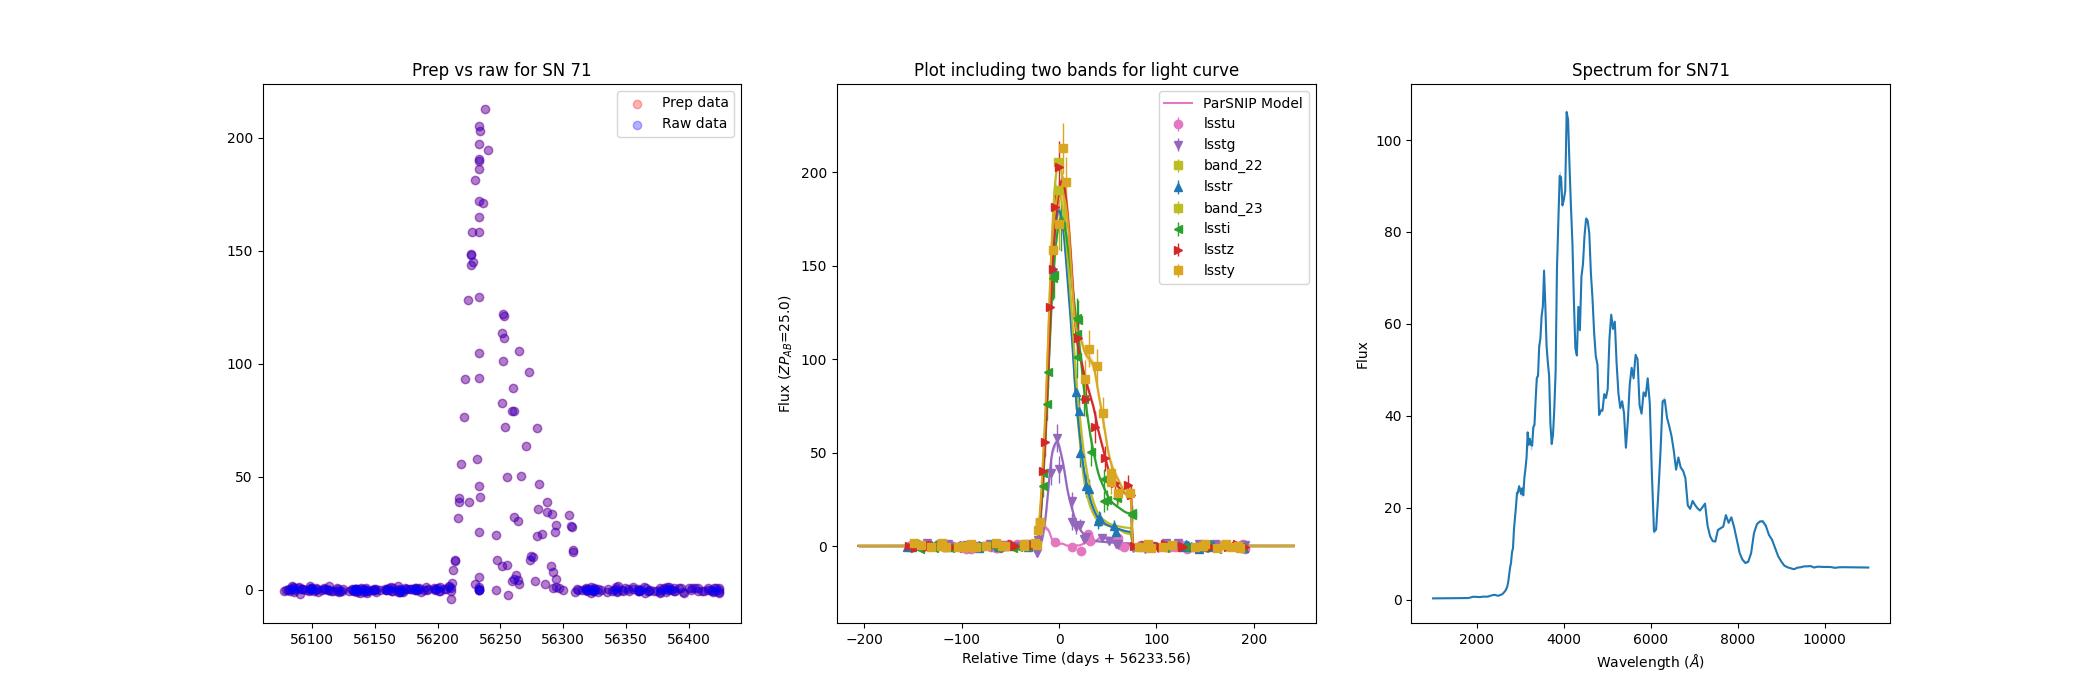 Prep vs raw for SN 71
Prep data
Raw data
200
150
100
50
0
56100 56150 56200 56250 56300 56350 56400
Plot including two bands for light curve
ParSNIP Model
lsstu
lsstg
band_22
lsstr
band_23
lssti
lsstz
lssty
Flux (ZP_AB=25.0)
200
150
100
50
0
−200 −100 0 100 200
Relative Time (days + 56233.56)
Spectrum for SN71
Flux
100
80
60
40
20
0
2000 4000 6000 8000 10000
Wavelength (Å)